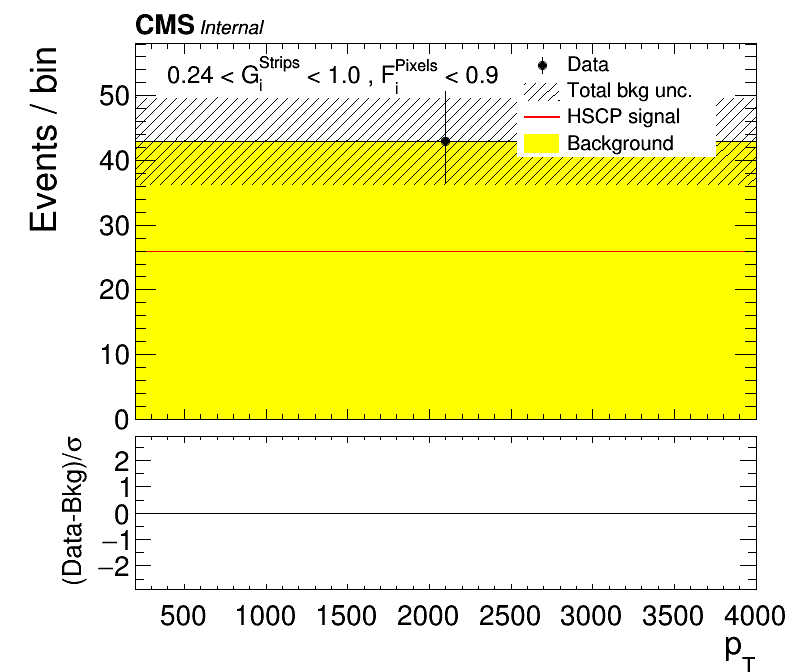 CMS Internal
0.24 < G_i^Strips < 1.0 , F_i^Pixels < 0.9
Data
Total bkg unc.
HSCP signal
Background
Events / bin
50
40
30
20
10
0
(Data-Bkg)/σ
2
1
0
−1
−2
500 1000 1500 2000 2500 3000 3500 4000
p_T